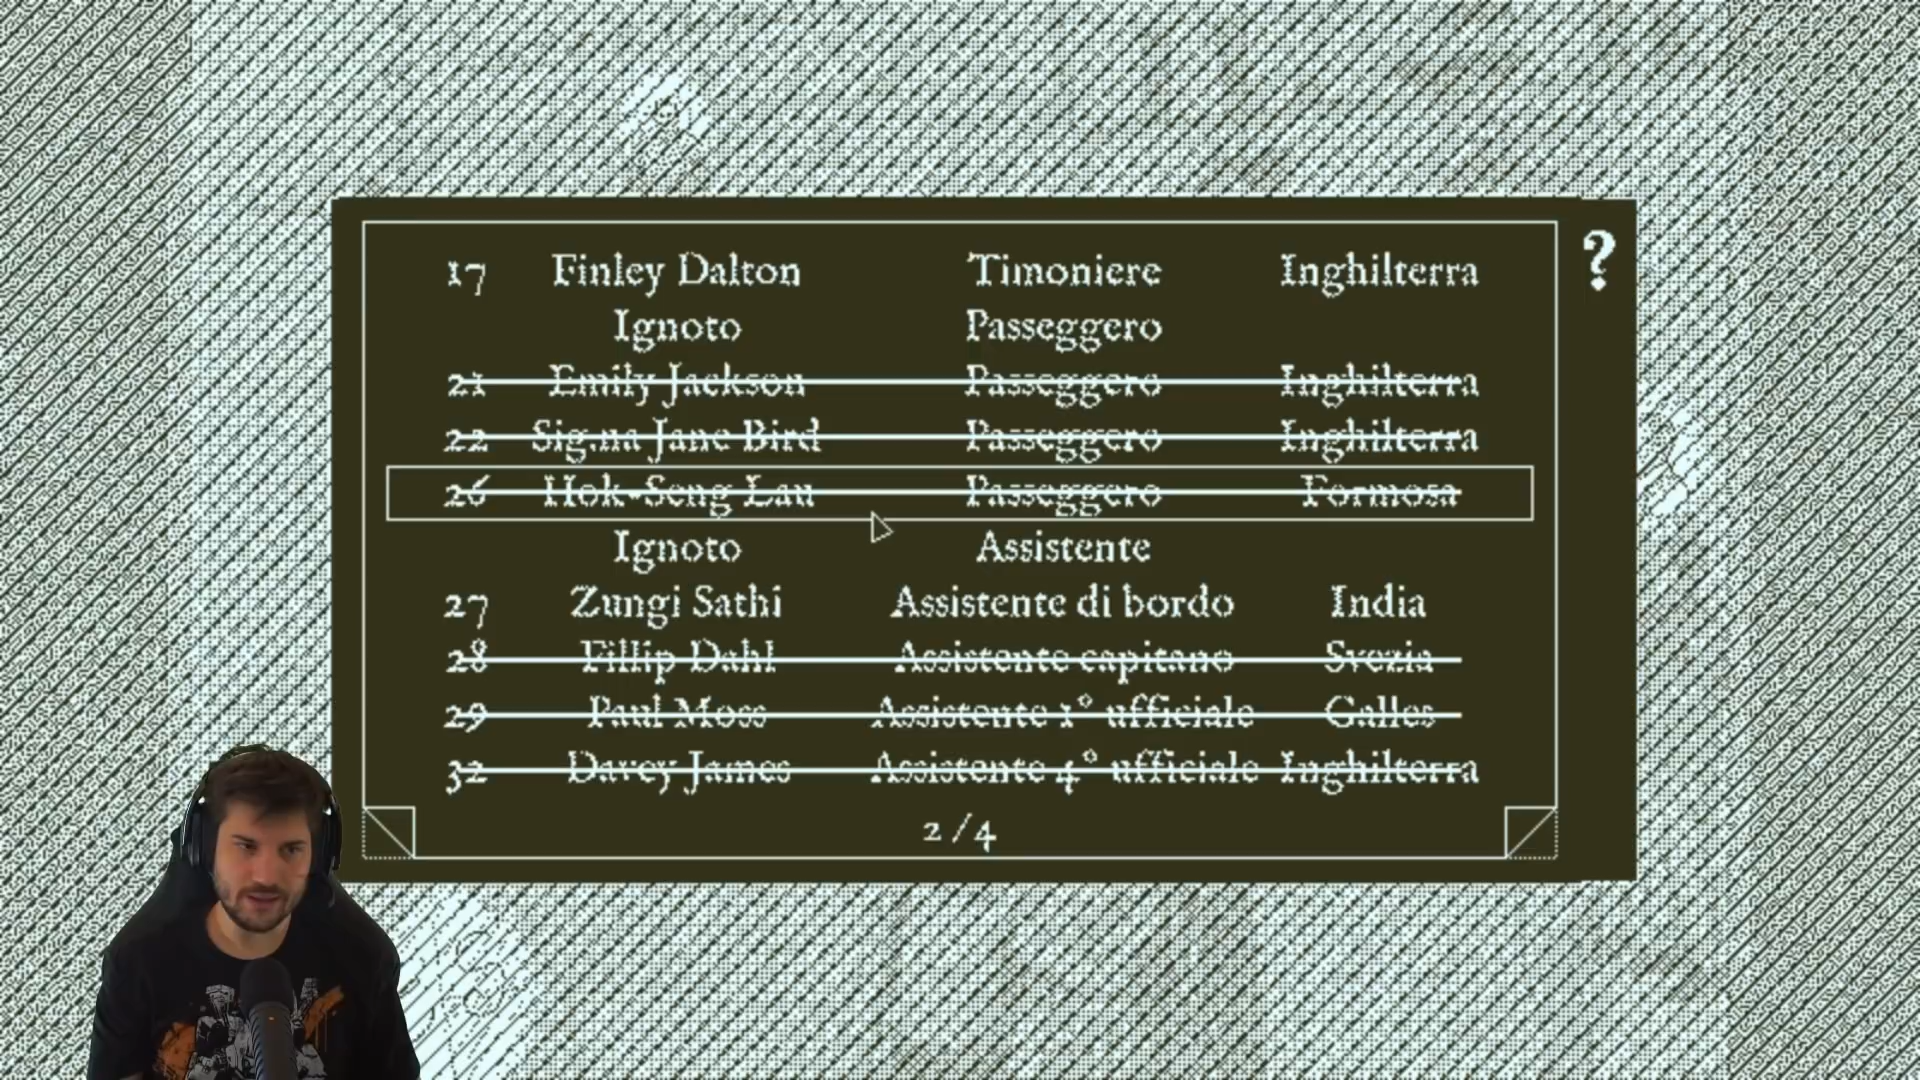 17 Finley Dalton Timoniere Inghilterra ?
Ignoto Passeggero
21 Emily Jackson Passeggero Inghilterra
22 Sig.na Jane Bird Passeggero Inghilterra
26 Hok-Seng Lau Passeggero Formosa
Ignoto Assistente
27 Zungi Sathi Assistente di bordo India
28 Fillip Dahl Assistente capitano Svezia
29 Paul Moss Assistente 1° ufficiale Galles
32 Davey James Assistente 4° ufficiale Inghilterra
2/4